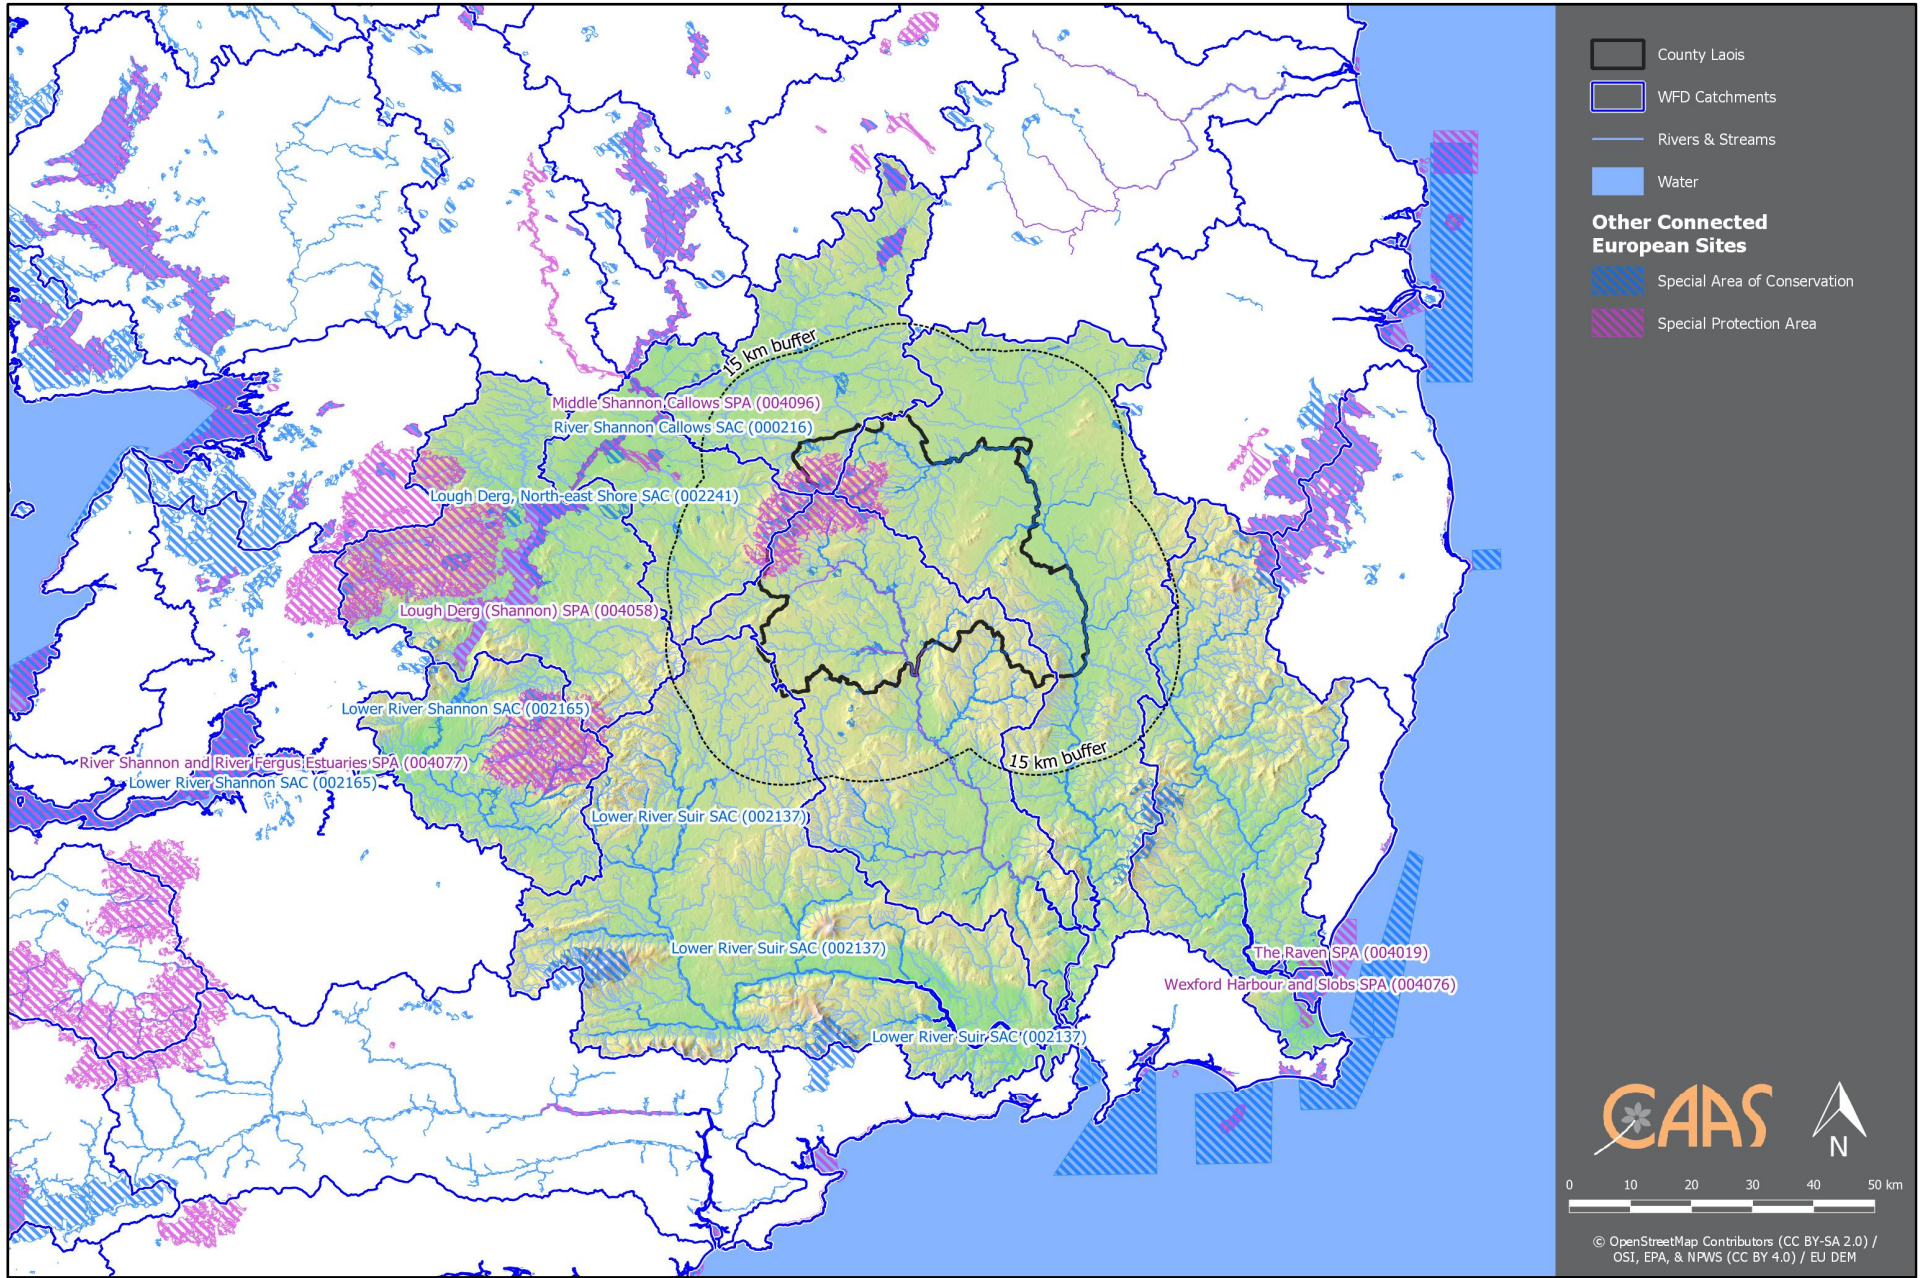 County Laois
WFD Catchments
Rivers & Streams
Water
Other Connected
European Sites
Special Area of Conservation
Special Protection Area
15 km buffer
Middle Shannon Callows SPA (004096)
River Shannon Callows SAC (000216)
Lough Derg, North-east Shore SAC (002241)
Lough Derg (Shannon) SPA (004058)
Lower River Shannon SAC (002165)
River Shannon and River Fergus Estuaries SPA (004077)
Lower River Shannon SAC (002165)
15 km buffer
Lower River Suir SAC (002137)
Lower River Suir SAC (002137)
The Raven SPA (004019)
Wexford Harbour and Slobs SPA (004076)
Lower River Suir SAC (002137)
CAAS
N
0 10 20 30 40 50 km
© OpenStreetMap Contributors (CC BY-SA 2.0) /
OSI, EPA, & NPWS (CC BY 4.0) / EU DEM